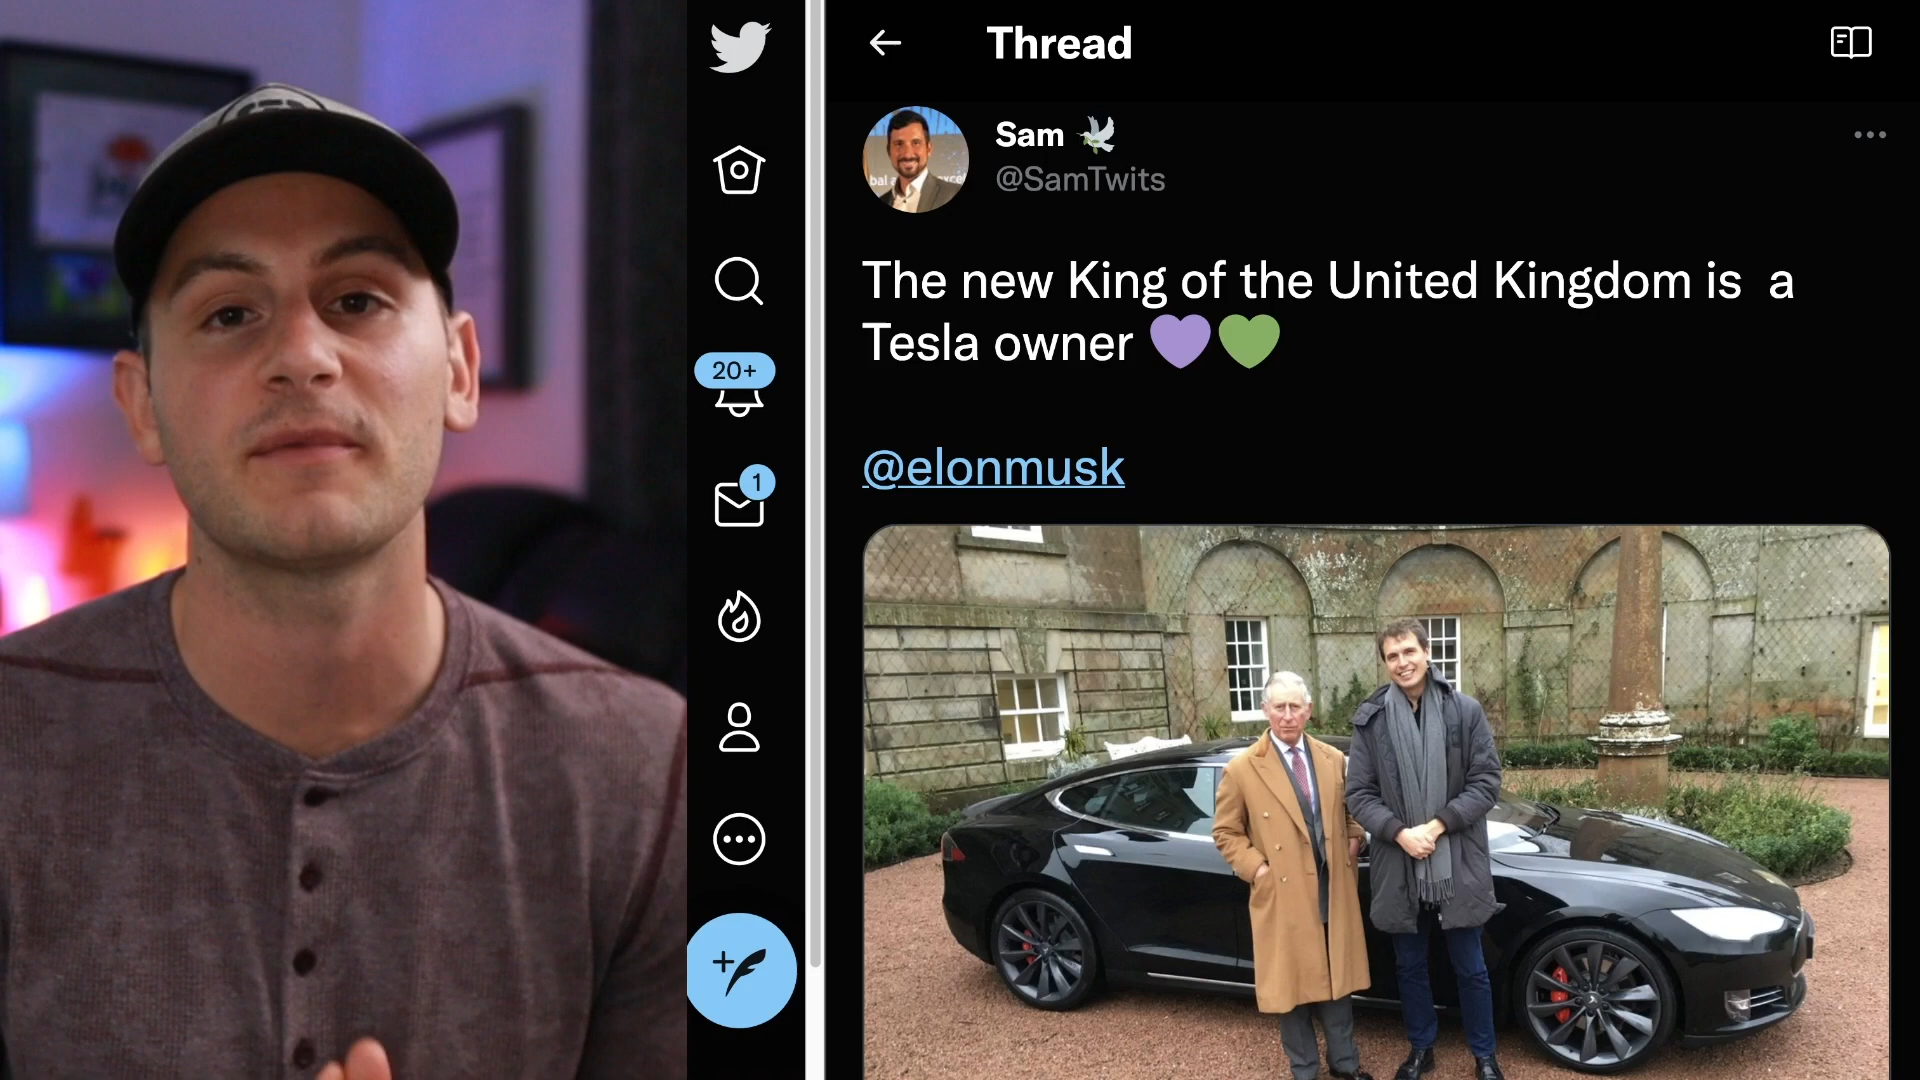 Thread
Sam
@SamTwits
The new King of the United Kingdom is a
Tesla owner
@elonmusk
20+
1